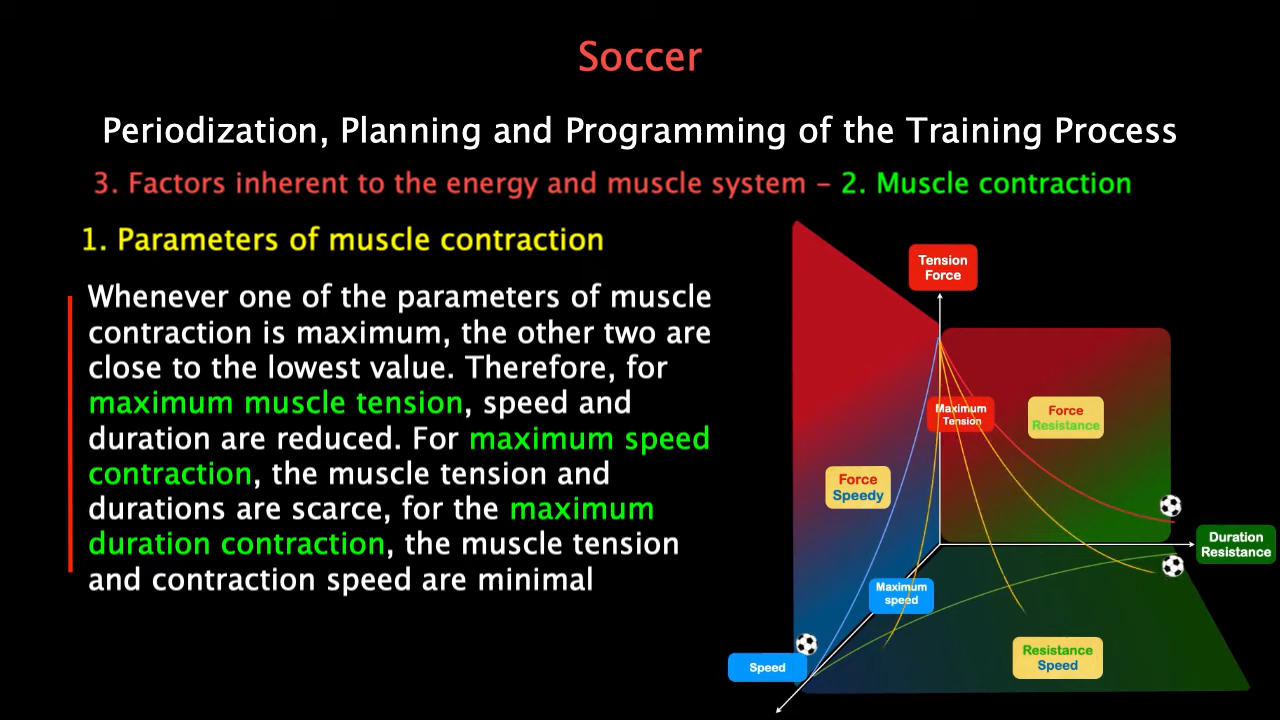 Soccer
Periodization, Planning and Programming of the Training Process
3. Factors inherent to the energy and muscle system – 2. Muscle contraction
1. Parameters of muscle contraction
Whenever one of the parameters of muscle
contraction is maximum, the other two are
close to the lowest value. Therefore, for
maximum muscle tension, speed and
duration are reduced. For maximum speed
contraction, the muscle tension and
durations are scarce, for the maximum
duration contraction, the muscle tension
and contraction speed are minimal
Tension
Force
Maximum
Tension
Force
Resistance
Force
Speedy
Duration
Resistance
Maximum
speed
Resistance
Speed
Speed